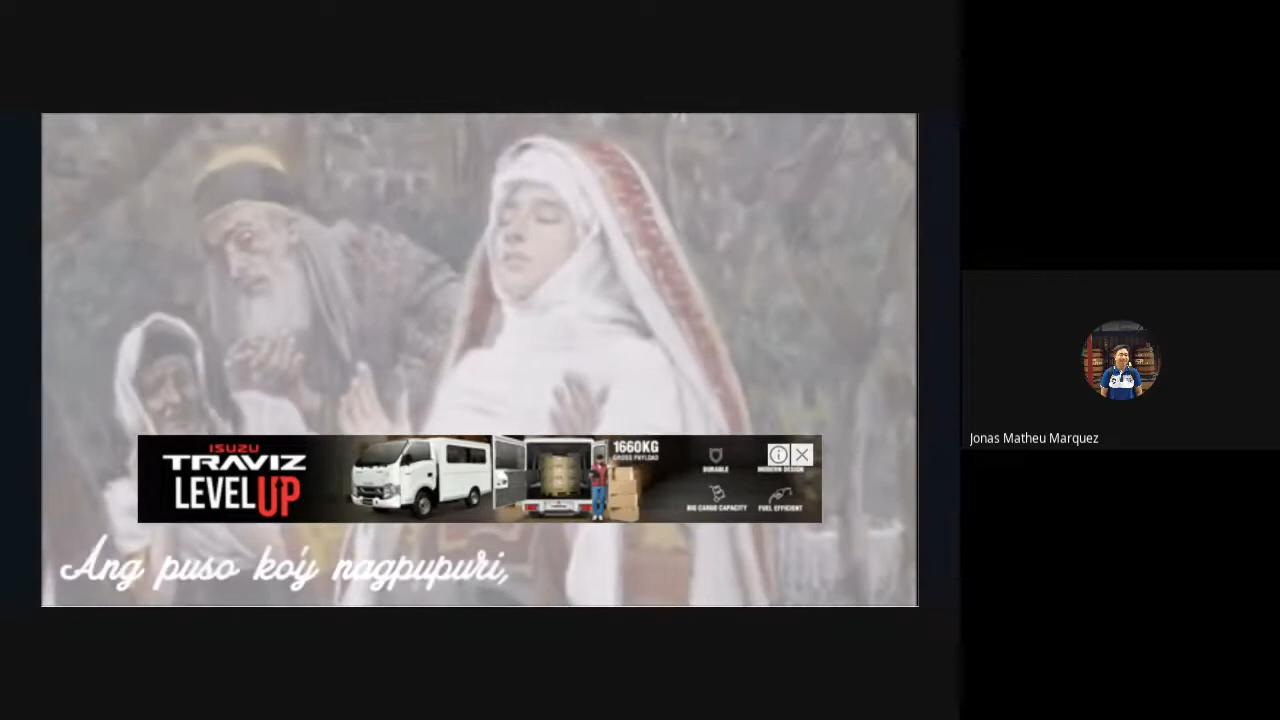 ISUZU
TRAVIZ
LEVEL UP
1660KG
GROSS PAYLOAD
DURABLE
MODERN DESIGN
BIG CARGO CAPACITY
FUEL EFFICIENT
Ang puso ko'y nagpupuri,
Jonas Matheu Marquez